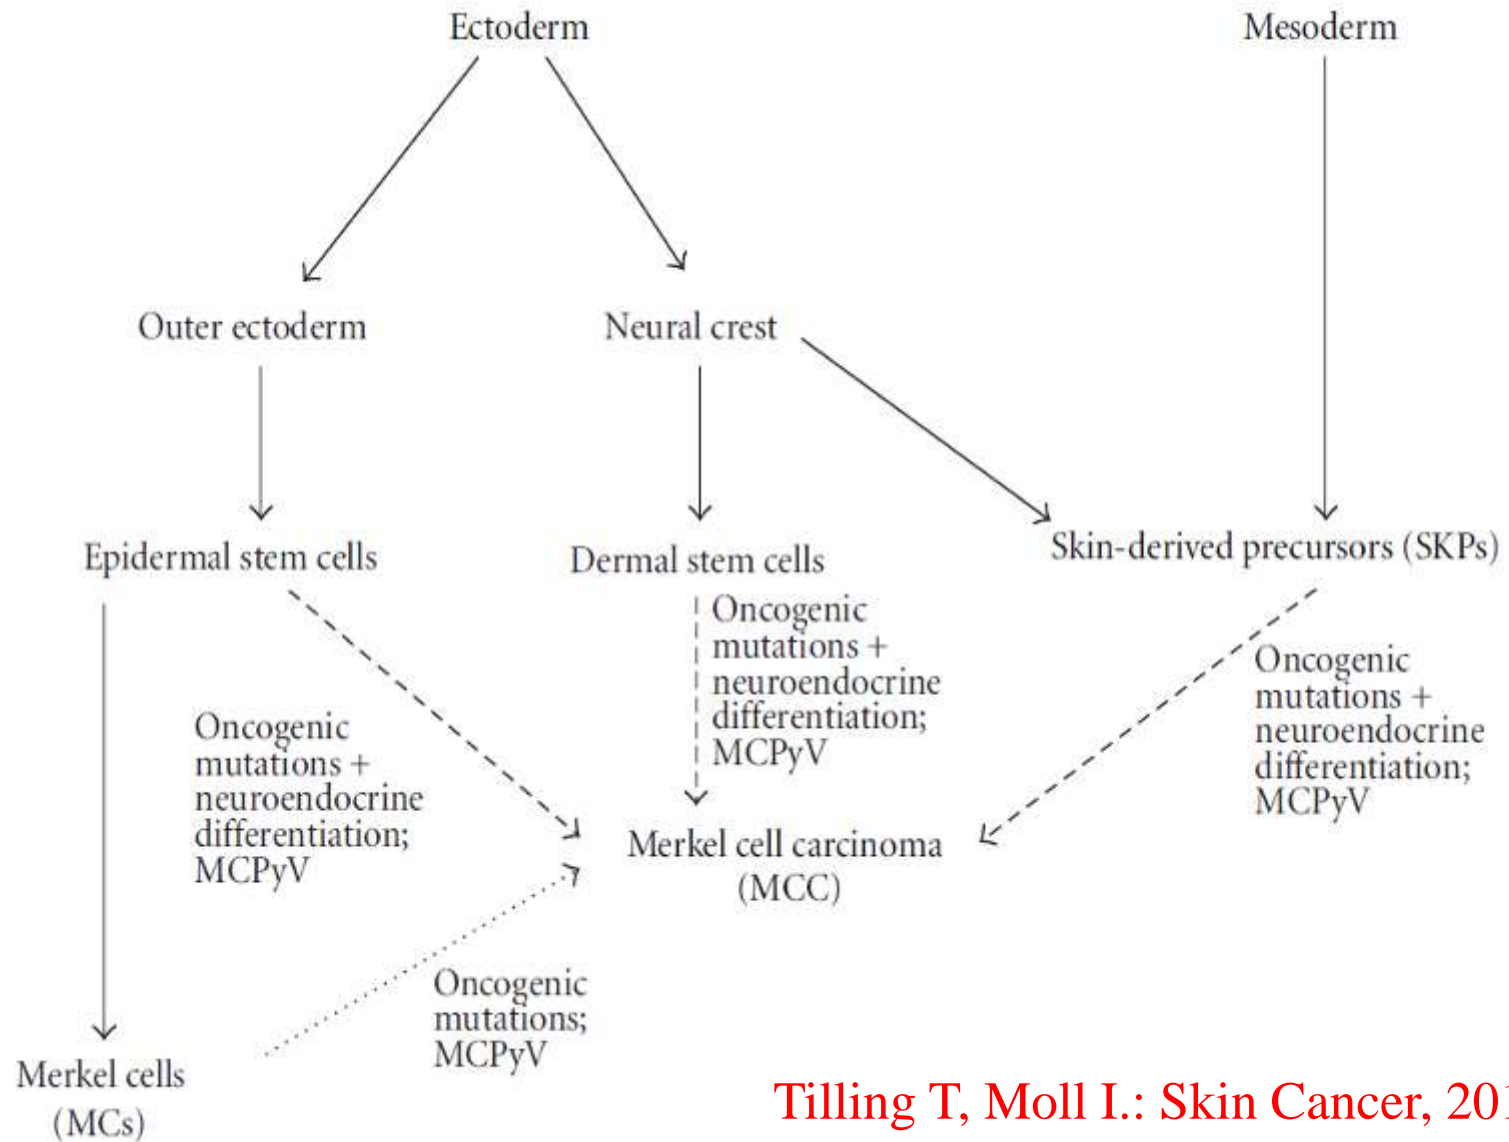 Ectoderm
Mesoderm
Outer ectoderm
Neural crest
Epidermal stem cells
Dermal stem cells
Skin-derived precursors (SKPs)
Oncogenic
mutations +
neuroendocrine
differentiation;
MCPyV
Oncogenic
mutations +
neuroendocrine
differentiation;
MCPyV
Oncogenic
mutations +
neuroendocrine
differentiation;
MCPyV
Merkel cell carcinoma
(MCC)
Oncogenic
mutations;
MCPyV
Merkel cells
(MCs)
Tilling T, Moll I.: Skin Cancer,